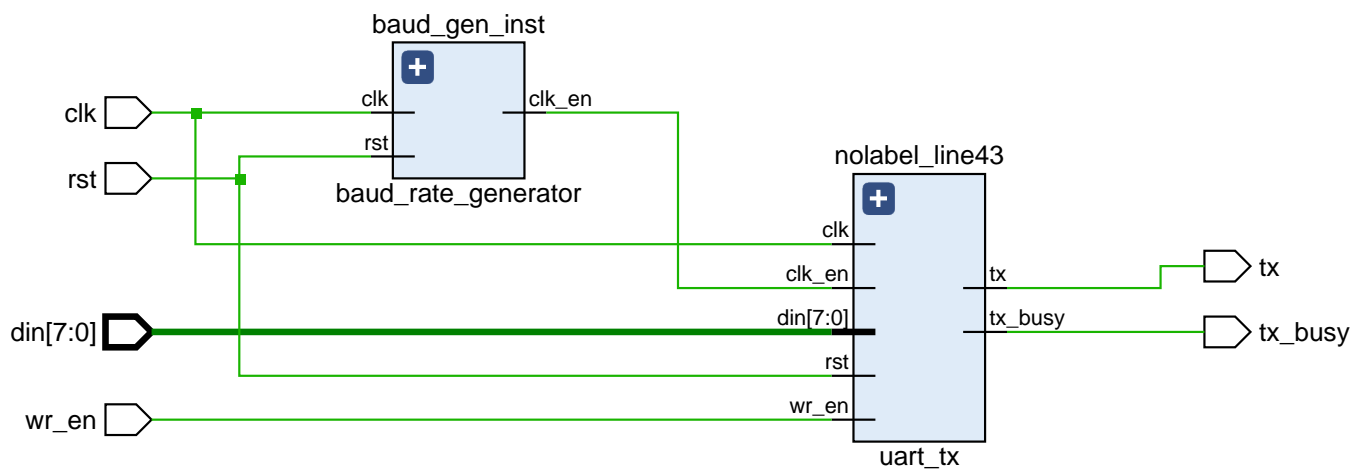 baud_gen_inst
clk
clk
clk_en
rst
rst
baud_rate_generator
nolabel_line43
clk
clk_en
tx
tx
din[7:0]
din[7:0]
tx_busy
tx_busy
rst
wr_en
wr_en
uart_tx